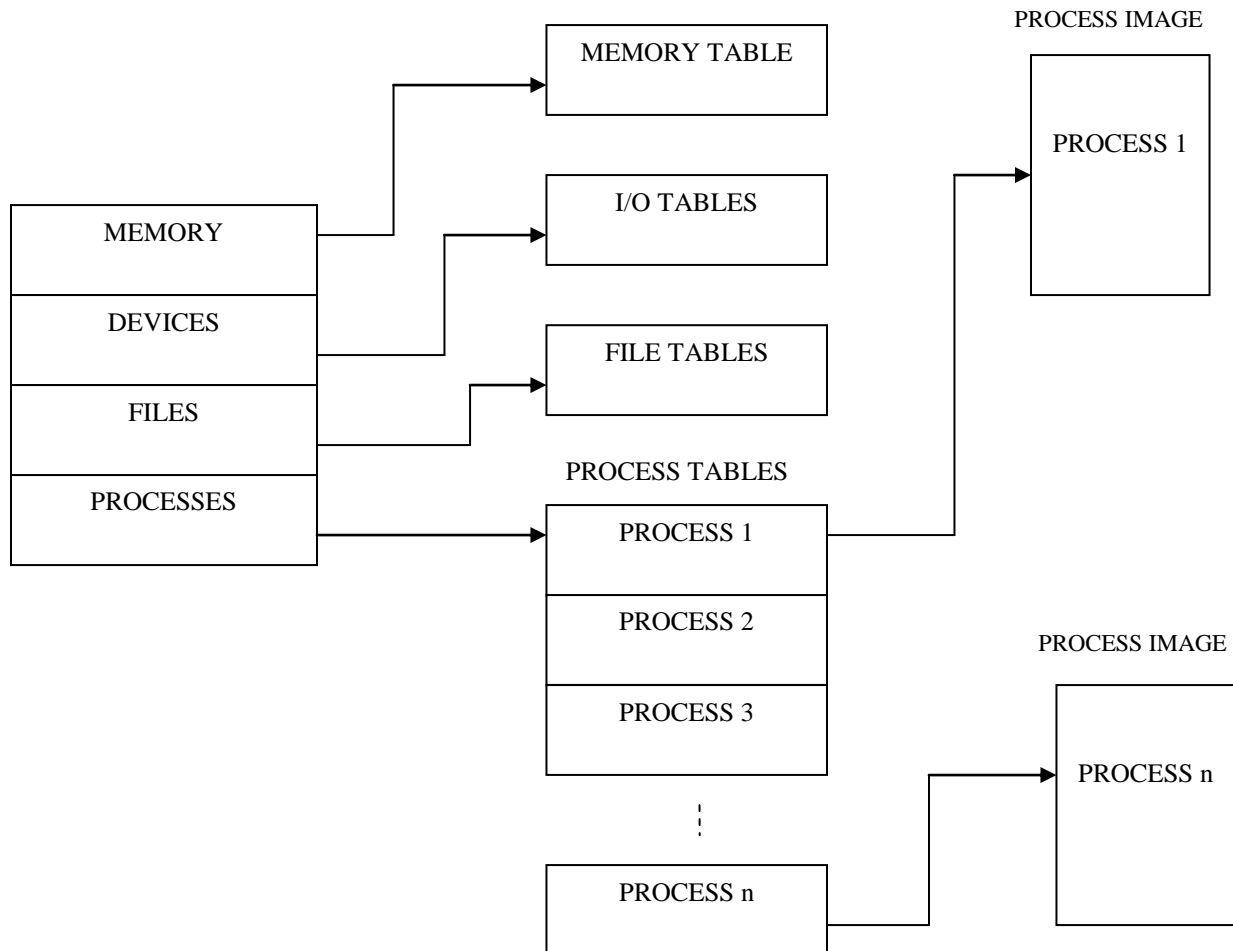 PROCESS IMAGE
MEMORY TABLE
PROCESS 1
I/O TABLES
MEMORY
DEVICES
FILE TABLES
FILES
PROCESS TABLES
PROCESSES
PROCESS 1
PROCESS 2
PROCESS IMAGE
PROCESS 3
PROCESS n
PROCESS n